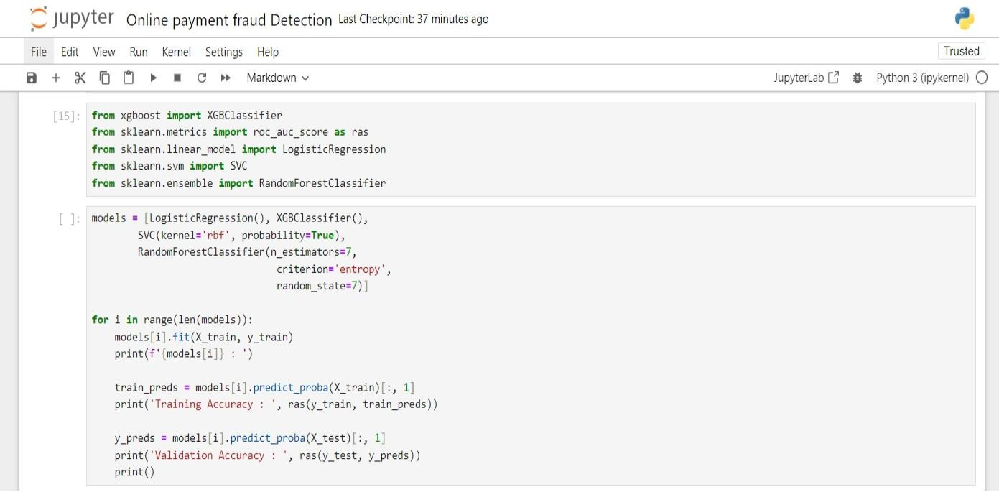 jupyter Online payment fraud Detection Last Checkpoint: 37 minutes ago
File Edit View Run Kernel Settings Help Trusted
Markdown JupyterLab Python 3 (ipykernel)
[15]: from xgboost import XGBClassifier
from sklearn.metrics import roc_auc_score as ras
from sklearn.linear_model import LogisticRegression
from sklearn.svm import SVC
from sklearn.ensemble import RandomForestClassifier
[ ]: models = [LogisticRegression(), XGBClassifier(),
        SVC(kernel='rbf', probability=True),
        RandomForestClassifier(n_estimators=7,
                                criterion='entropy',
                                random_state=7)]
for i in range(len(models)):
    models[i].fit(X_train, y_train)
    print(f'{models[i]} : ')
    train_preds = models[i].predict_proba(X_train)[:, 1]
    print('Training Accuracy : ', ras(y_train, train_preds))
    y_preds = models[i].predict_proba(X_test)[:, 1]
    print('Validation Accuracy : ', ras(y_test, y_preds))
    print()